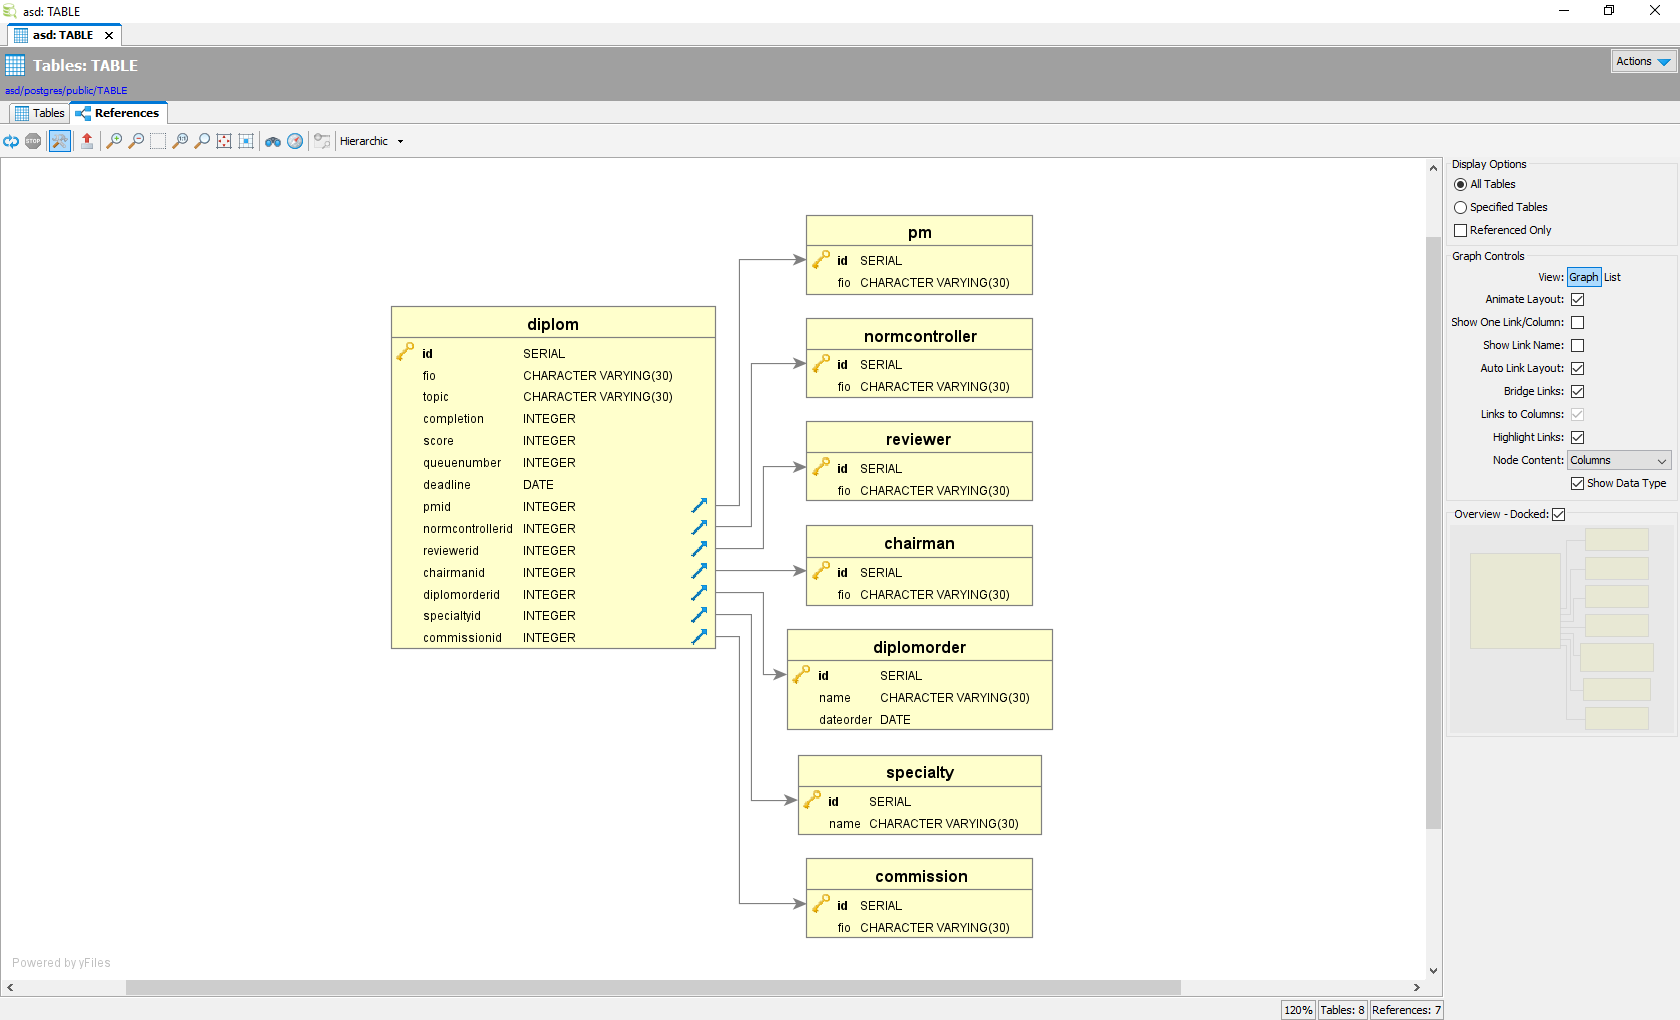 asd: TABLE
asd: TABLE
Tables: TABLE
Actions
asd/postgres/public/TABLE
Tables
References
STOP
Hierarchic
diplom
id SERIAL
fio CHARACTER VARYING(30)
topic CHARACTER VARYING(30)
completion INTEGER
score INTEGER
queuenumber INTEGER
deadline DATE
pmid INTEGER
normcontrollerid INTEGER
reviewerid INTEGER
chairmanid INTEGER
diplomorderid INTEGER
specialtyid INTEGER
commissionid INTEGER
pm
id SERIAL
fio CHARACTER VARYING(30)
normcontroller
id SERIAL
fio CHARACTER VARYING(30)
reviewer
id SERIAL
fio CHARACTER VARYING(30)
chairman
id SERIAL
fio CHARACTER VARYING(30)
diplomorder
id SERIAL
name CHARACTER VARYING(30)
dateorder DATE
specialty
id SERIAL
name CHARACTER VARYING(30)
commission
id SERIAL
fio CHARACTER VARYING(30)
Powered by yFiles
Display Options
All Tables
Specified Tables
Referenced Only
Graph Controls
View: Graph List
Animate Layout:
Show One Link/Column:
Show Link Name:
Auto Link Layout:
Bridge Links:
Links to Columns:
Highlight Links:
Node Content: Columns
Show Data Type
Overview - Docked:
120% Tables: 8 References: 7